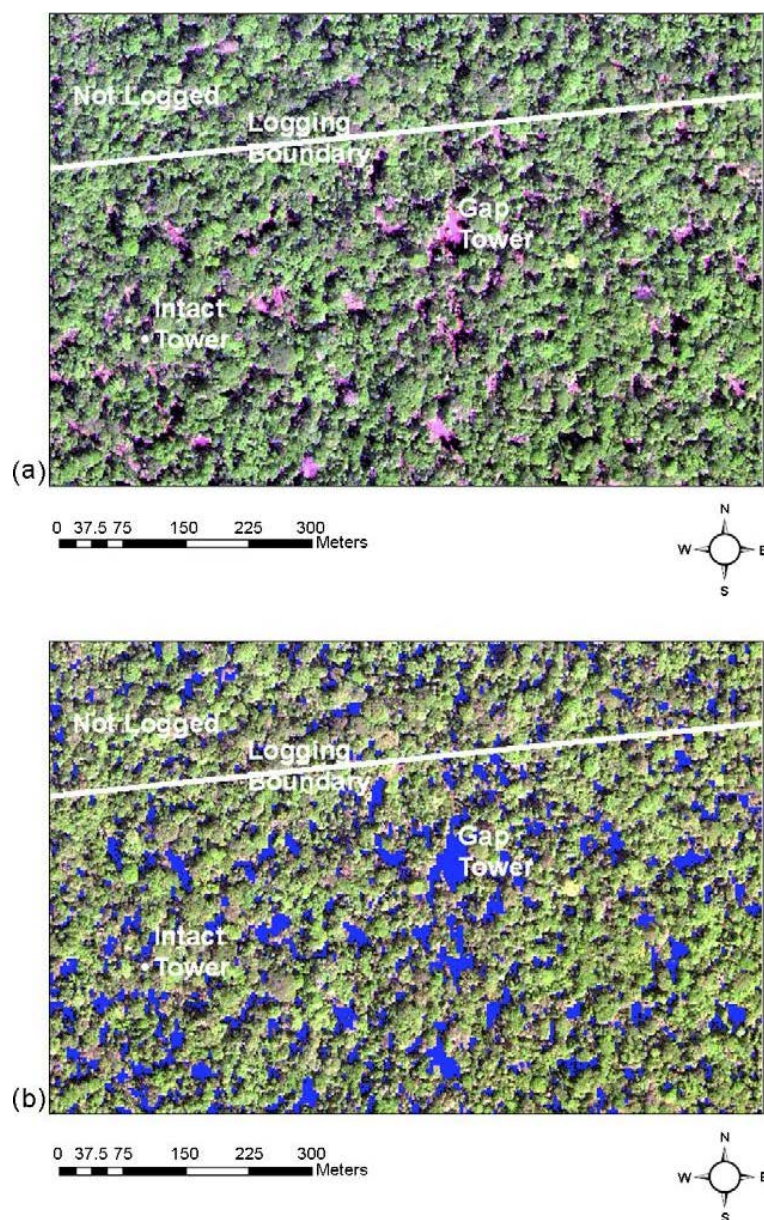 Not Logged
Logging
Boundary
Gap
Tower
Intact
Tower
(a)
0 37.5 75 150 225 300
Meters
N
W E
S
Not Logged
Logging
Boundary
Gap
Tower
Intact
Tower
(b)
0 37.5 75 150 225 300
Meters
N
W E
S